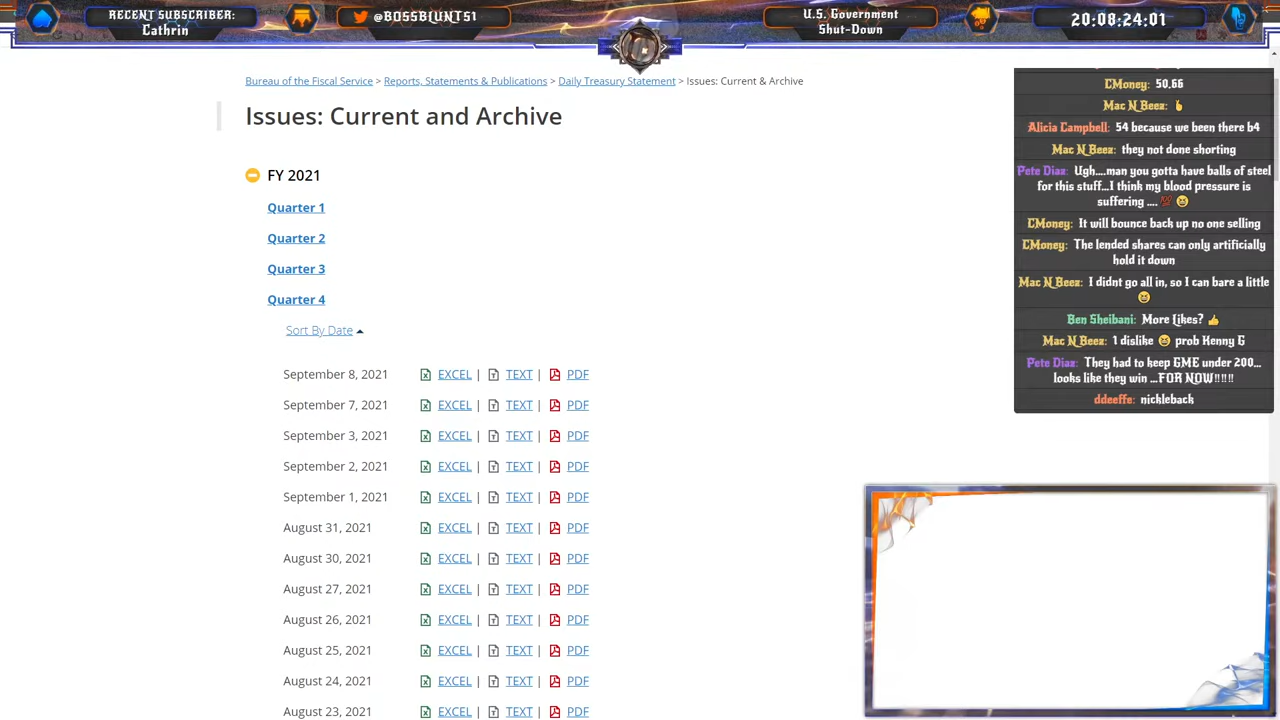 RECENT SUBSCRIBER:
Cathrin
@BOSSBLUNTS1
U.S. Government
Shut-Down
20:08:24:01
Bureau of the Fiscal Service > Reports, Statements & Publications > Daily Treasury Statement > Issues: Current & Archive
Issues: Current and Archive
FY 2021
Quarter 1
Quarter 2
Quarter 3
Quarter 4
Sort By Date
September 8, 2021 EXCEL | TEXT | PDF
September 7, 2021 EXCEL | TEXT | PDF
September 3, 2021 EXCEL | TEXT | PDF
September 2, 2021 EXCEL | TEXT | PDF
September 1, 2021 EXCEL | TEXT | PDF
August 31, 2021 EXCEL | TEXT | PDF
August 30, 2021 EXCEL | TEXT | PDF
August 27, 2021 EXCEL | TEXT | PDF
August 26, 2021 EXCEL | TEXT | PDF
August 25, 2021 EXCEL | TEXT | PDF
August 24, 2021 EXCEL | TEXT | PDF
August 23, 2021 EXCEL | TEXT | PDF
CMoney: 50.66
Mac N Beez: 🫰
Alicia Campbell: 54 because we been there b4
Mac N Beez: they not done shorting
Pete Diaz: Ugh....man you gotta have balls of steel
for this stuff...I think my blood pressure is
suffering .... 💯 😆
CMoney: It will bounce back up no one selling
CMoney: The lended shares can only artificially
hold it down
Mac N Beez: I didnt go all in, so I can bare a little
😆
Ben Sheibani: More Likes? 👍
Mac N Beez: 1 dislike 😆 prob Kenny G
Pete Diaz: They had to keep GME under 200...
looks like they win ...FOR NOW!!!!!!
ddeeffe: nickleback